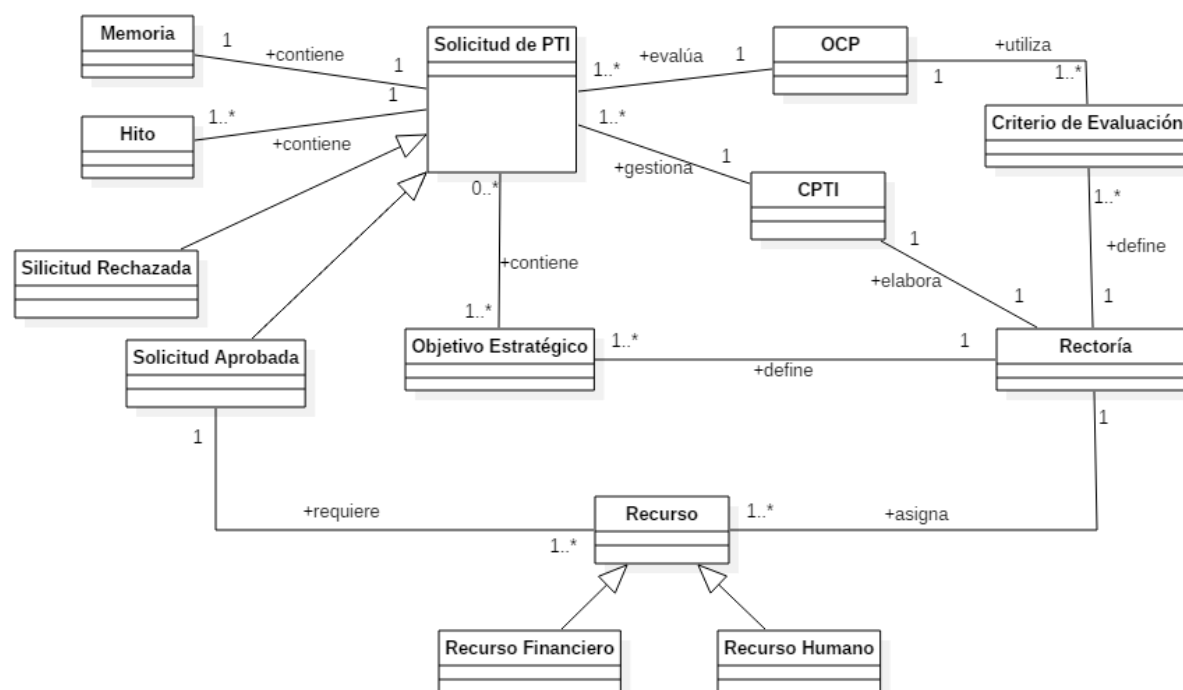 Memoria
1
+contiene
1
Solicitud de PTI
1..*
+evalúa
1
OCP
+utiliza
1
1..*
Hito
1..*
+contiene
1
1..*
+gestiona
1
CPTI
Criterio de Evaluación
1..*
+define
1
0..*
+contiene
1..*
1
+elabora
1
Silicitud Rechazada
Solicitud Aprobada
Objetivo Estratégico
1..*
+define
1
Rectoría
1
+requiere
1..*
Recurso
1..*
+asigna
1
Recurso Financiero
Recurso Humano